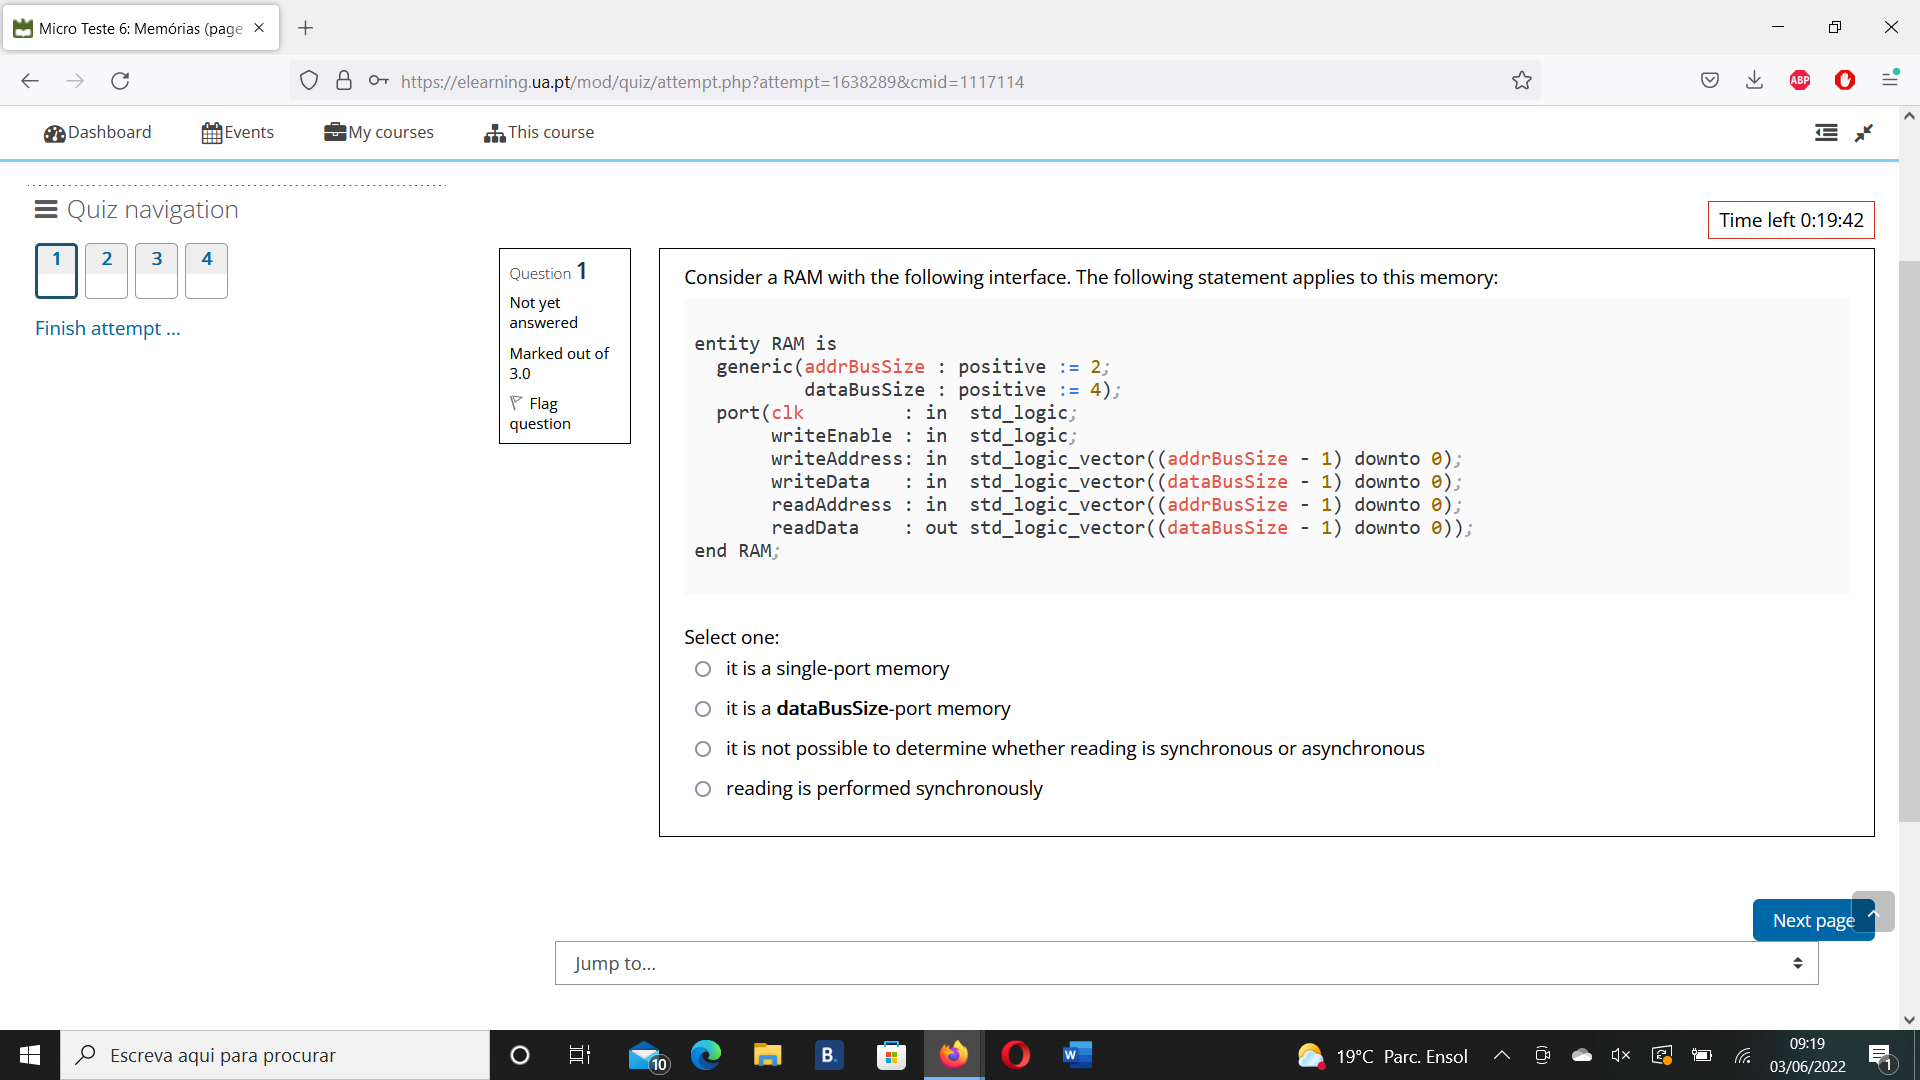 Micro Teste 6: Memórias (page
https://elearning.ua.pt/mod/quiz/attempt.php?attempt=1638289&cmid=1117114
ABP
Dashboard
Events
My courses
This course
Quiz navigation
1
2
3
4
Finish attempt ...
Time left 0:19:42
Question 1
Not yet
answered
Marked out of
3.0
Flag
question
Consider a RAM with the following interface. The following statement applies to this memory:
entity RAM is
generic(addrBusSize : positive := 2;
dataBusSize : positive := 4);
port(clk : in std_logic;
writeEnable : in std_logic;
writeAddress: in std_logic_vector((addrBusSize - 1) downto 0);
writeData : in std_logic_vector((dataBusSize - 1) downto 0);
readAddress : in std_logic_vector((addrBusSize - 1) downto 0);
readData : out std_logic_vector((dataBusSize - 1) downto 0));
end RAM;
Select one:
it is a single-port memory
it is a dataBusSize-port memory
it is not possible to determine whether reading is synchronous or asynchronous
reading is performed synchronously
Next page
Jump to...
Escreva aqui para procurar
10
B.
W
19°C Parc. Ensol
09:19
03/06/2022
1